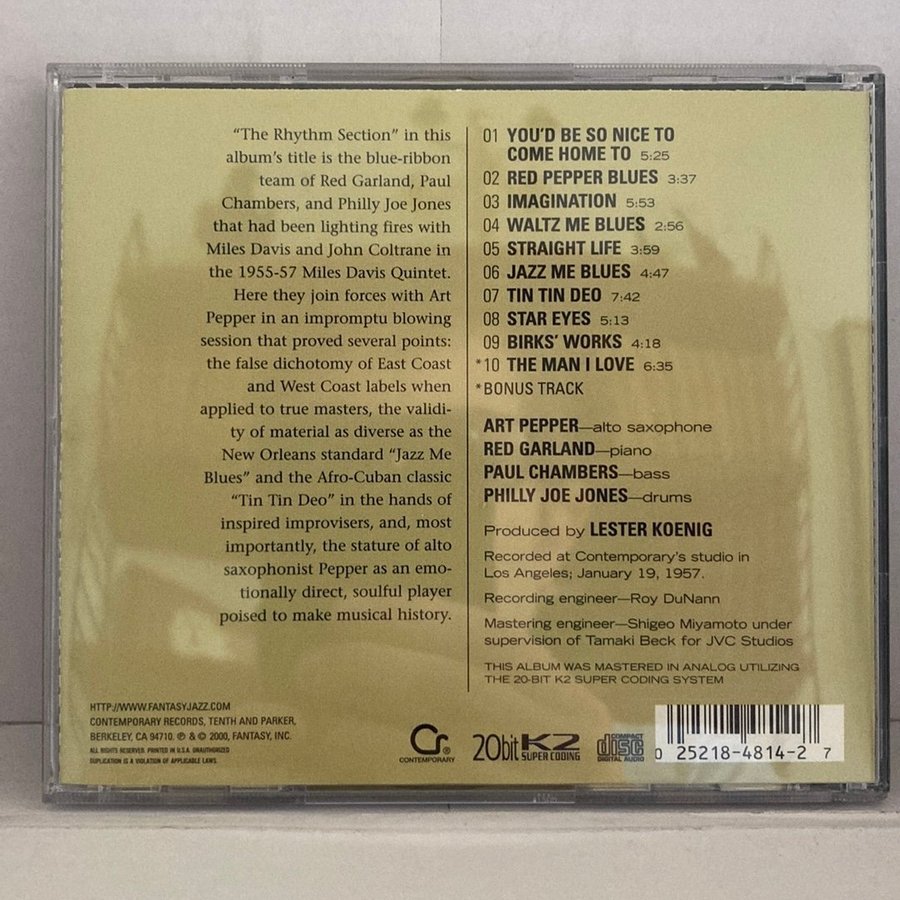 "The Rhythm Section" in this
album's title is the blue-ribbon
team of Red Garland, Paul
Chambers, and Philly Joe Jones
that had been lighting fires with
Miles Davis and John Coltrane in
the 1955-57 Miles Davis Quintet.
Here they join forces with Art
Pepper in an impromptu blowing
session that proved several points:
the false dichotomy of East Coast
and West Coast labels when
applied to true masters, the validi-
ty of material as diverse as the
New Orleans standard "Jazz Me
Blues" and the Afro-Cuban classic
"Tin Tin Deo" in the hands of
inspired improvisers, and, most
importantly, the stature of alto
saxophonist Pepper as an emo-
tionally direct, soulful player
poised to make musical history.
01 YOU'D BE SO NICE TO
COME HOME TO 5:25
02 RED PEPPER BLUES 3:37
03 IMAGINATION 5:53
04 WALTZ ME BLUES 2:56
05 STRAIGHT LIFE 3:59
06 JAZZ ME BLUES 4:47
07 TIN TIN DEO 7:42
08 STAR EYES 5:13
09 BIRKS' WORKS 4:18
*10 THE MAN I LOVE 6:35
*BONUS TRACK
ART PEPPER—alto saxophone
RED GARLAND—piano
PAUL CHAMBERS—bass
PHILLY JOE JONES—drums
Produced by LESTER KOENIG
Recorded at Contemporary's studio in
Los Angeles; January 19, 1957.
Recording engineer—Roy DuNann
Mastering engineer—Shigeo Miyamoto under
supervision of Tamaki Beck for JVC Studios
THIS ALBUM WAS MASTERED IN ANALOG UTILIZING
THE 20-BIT K2 SUPER CODING SYSTEM
HTTP://WWW.FANTASYJAZZ.COM
CONTEMPORARY RECORDS, TENTH AND PARKER,
BERKELEY, CA 94710. ℗ & © 2000, FANTASY, INC.
ALL RIGHTS RESERVED. PRINTED IN U.S.A. UNAUTHORIZED
DUPLICATION IS A VIOLATION OF APPLICABLE LAWS.
CR®
CONTEMPORARY
20bit K2
SUPER CODING
COMPACT
disc
DIGITAL AUDIO
0 25218-4814-2 7